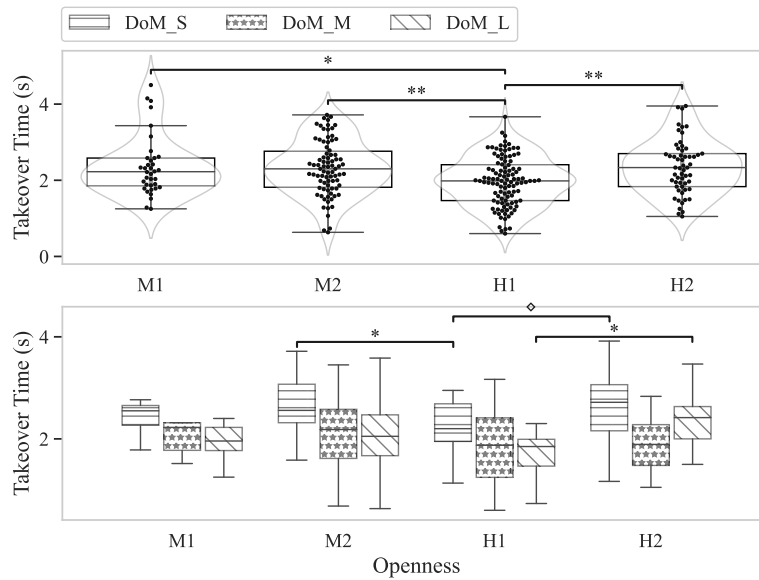 DoM_S DoM_M DoM_L
Takeover Time (s)
4
2
0
*
**
**
M1 M2 H1 H2
Takeover Time (s)
4
2
*
◇
*
M1 M2 H1 H2
Openness